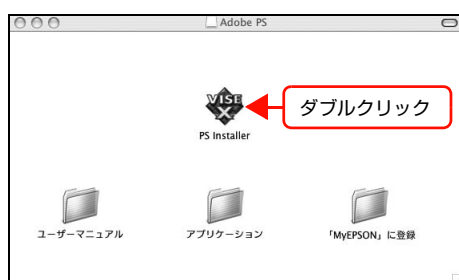 Adobe PS
VISE
X
ダブルクリック
PS Installer
ユーザーマニュアル
アプリケーション
「MyEPSON」に登録